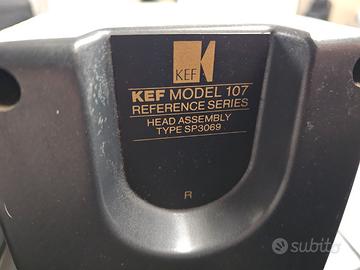 KEF
KEF MODEL 107
REFERENCE SERIES
HEAD ASSEMBLY
TYPE SP3069
R
subito